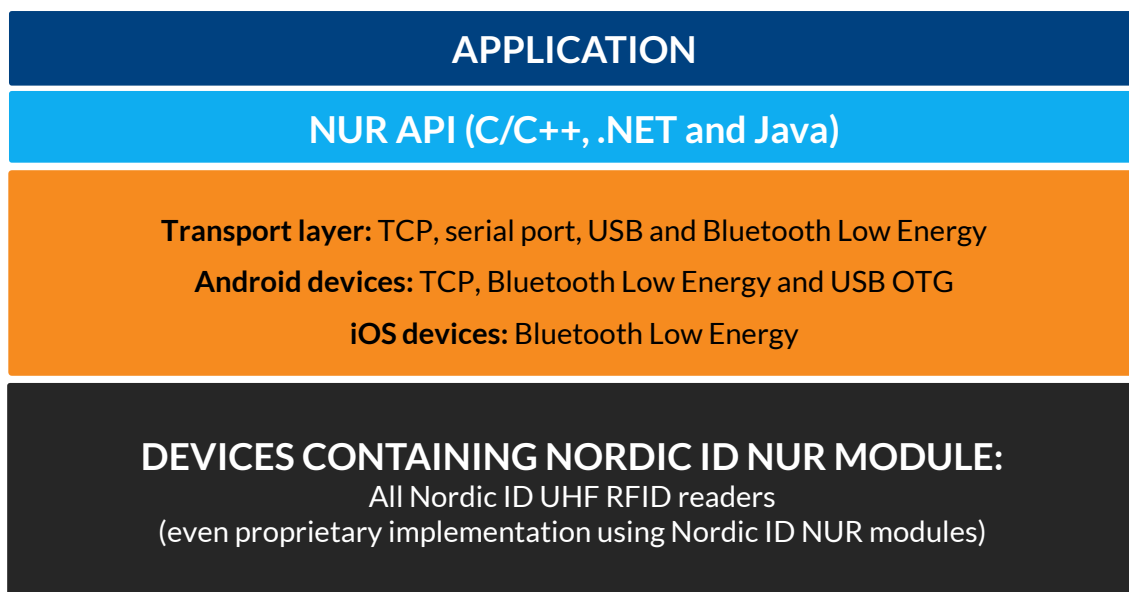 APPLICATION
NUR API (C/C++, .NET and Java)
Transport layer: TCP, serial port, USB and Bluetooth Low Energy
Android devices: TCP, Bluetooth Low Energy and USB OTG
iOS devices: Bluetooth Low Energy
DEVICES CONTAINING NORDIC ID NUR MODULE:
All Nordic ID UHF RFID readers
(even proprietary implementation using Nordic ID NUR modules)